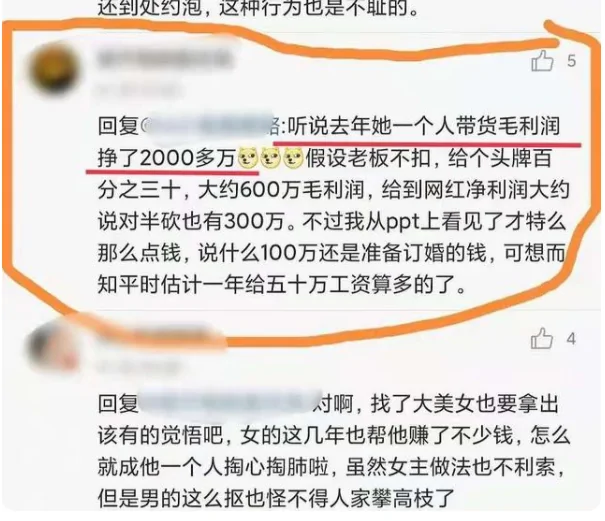 还到处约泡，这种行为也是不耻的。
5
回复@ :听说去年她一个人带货毛利润
挣了2000多万 假设老板不扣，给个头牌百
分之三十，大约600万毛利润，给到网红净利润大约
说对半砍也有300万。不过我从ppt上看见了才特么
那么点钱，说什么100万还是准备订婚的钱，可想而
知平时估计一年给五十万工资算多的了。
4
回复 对啊，找了大美女也要拿出
该有的觉悟吧，女的这几年也帮他赚了不少钱，怎么
就成他一个人掏心掏肺啦，虽然女主做法也不利索，
但是男的这么抠也怪不得人家攀高枝了